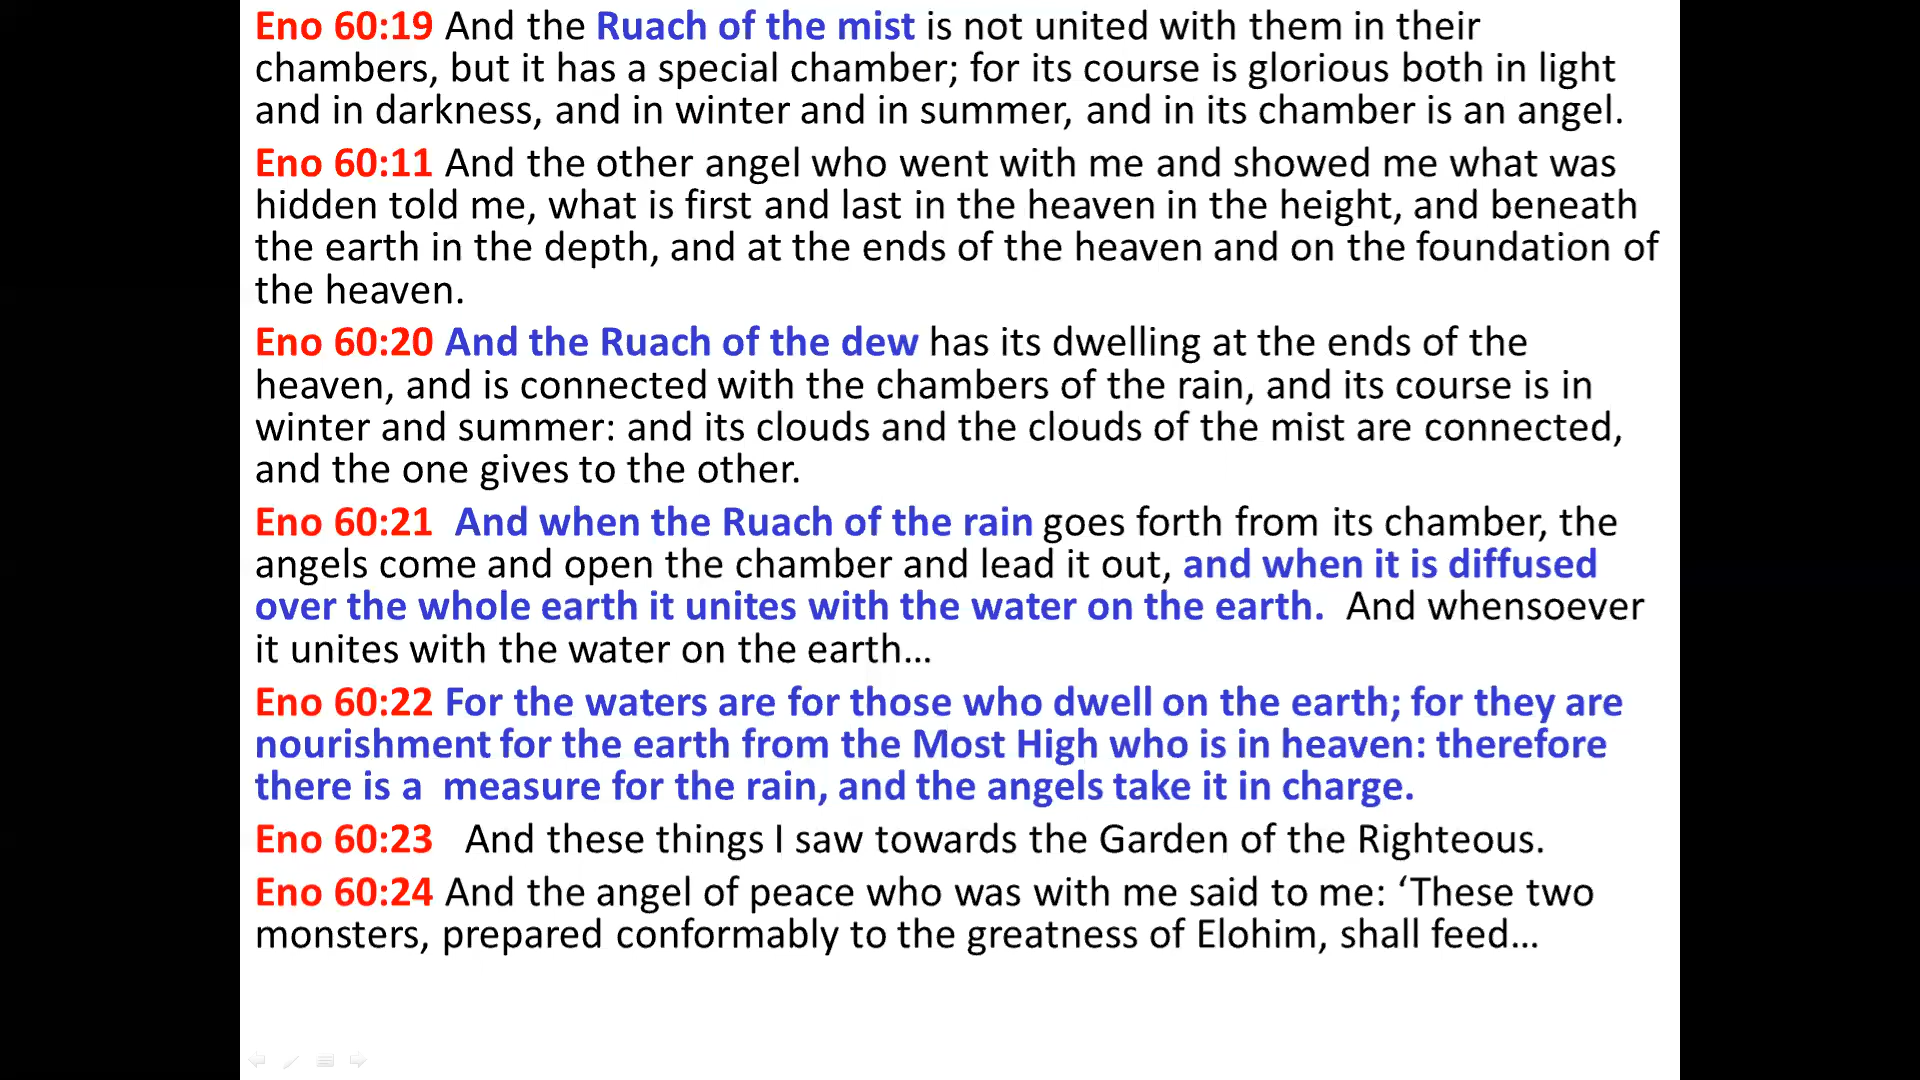 Eno 60:19 And the Ruach of the mist is not united with them in their
chambers, but it has a special chamber; for its course is glorious both in light
and in darkness, and in winter and in summer, and in its chamber is an angel.
Eno 60:11 And the other angel who went with me and showed me what was
hidden told me, what is first and last in the heaven in the height, and beneath
the earth in the depth, and at the ends of the heaven and on the foundation of
the heaven.
Eno 60:20 And the Ruach of the dew has its dwelling at the ends of the
heaven, and is connected with the chambers of the rain, and its course is in
winter and summer: and its clouds and the clouds of the mist are connected,
and the one gives to the other.
Eno 60:21  And when the Ruach of the rain goes forth from its chamber, the
angels come and open the chamber and lead it out, and when it is diffused
over the whole earth it unites with the water on the earth.  And whensoever
it unites with the water on the earth…
Eno 60:22 For the waters are for those who dwell on the earth; for they are
nourishment for the earth from the Most High who is in heaven: therefore
there is a  measure for the rain, and the angels take it in charge.
Eno 60:23   And these things I saw towards the Garden of the Righteous.
Eno 60:24 And the angel of peace who was with me said to me: ‘These two
monsters, prepared conformably to the greatness of Elohim, shall feed…